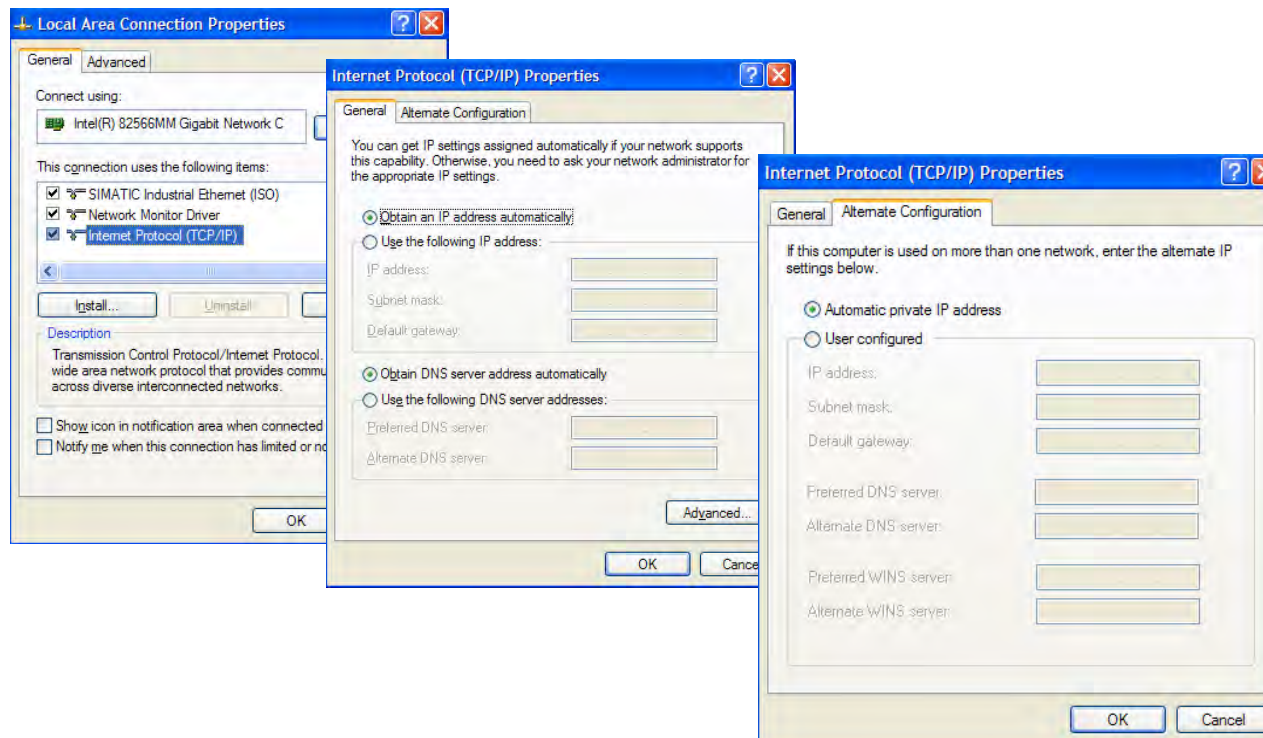 Local Area Connection Properties
General Advanced
Connect using:
Intel(R) 82566MM Gigabit Network C
This connection uses the following items:
SIMATIC Industrial Ethernet (ISO)
Network Monitor Driver
Internet Protocol (TCP/IP)
Install... Uninstall
Description
Transmission Control Protocol/Internet Protocol.
wide area network protocol that provides commu
across diverse interconnected networks.
Show icon in notification area when connected
Notify me when this connection has limited or no
OK
Internet Protocol (TCP/IP) Properties
General Alternate Configuration
You can get IP settings assigned automatically if your network supports
this capability. Otherwise, you need to ask your network administrator for
the appropriate IP settings.
Obtain an IP address automatically
Use the following IP address:
IP address:
Subnet mask:
Default gateway:
Obtain DNS server address automatically
Use the following DNS server addresses:
Preferred DNS server:
Alternate DNS server:
Advanced...
OK Cance
Internet Protocol (TCP/IP) Properties
General Alternate Configuration
If this computer is used on more than one network, enter the alternate IP
settings below.
Automatic private IP address
User configured
IP address:
Subnet mask:
Default gateway:
Preferred DNS server:
Alternate DNS server:
Preferred WINS server:
Alternate WINS server:
OK Cancel